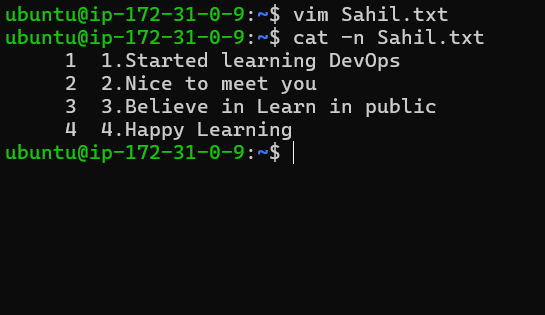 ubuntu@ip-172-31-0-9:~$ vim Sahil.txt
ubuntu@ip-172-31-0-9:~$ cat -n Sahil.txt
     1  1.Started learning DevOps
     2  2.Nice to meet you
     3  3.Believe in Learn in public
     4  4.Happy Learning
ubuntu@ip-172-31-0-9:~$